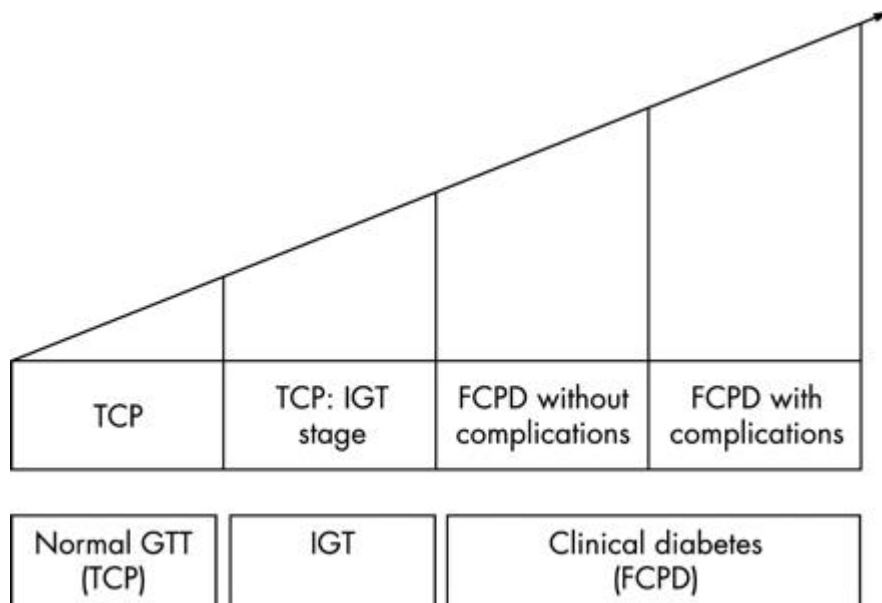 TCP
TCP: IGT
stage
FCPD without
complications
FCPD with
complications
Normal GTT
(TCP)
IGT
Clinical diabetes
(FCPD)